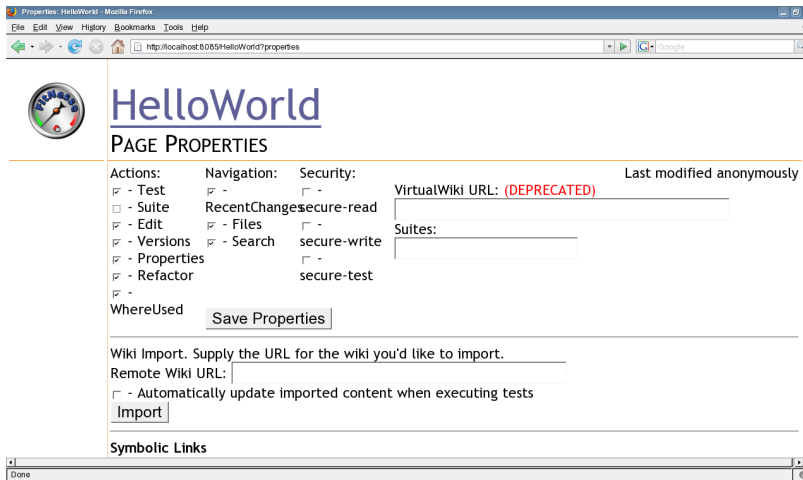 Properties: HelloWorld - Mozilla Firefox
File Edit View History Bookmarks Tools Help
http://localhost:8085/HelloWorld?properties
G Google
FitNesse
HelloWorld
PAGE PROPERTIES
Last modified anonymously
Actions:
- Test
- Suite
- Edit
- Versions
- Properties
- Refactor
-
WhereUsed
Navigation:
-
RecentChanges
- Files
- Search
Security:
-
secure-read
-
secure-write
-
secure-test
VirtualWiki URL: (DEPRECATED)
Suites:
Save Properties
Wiki Import. Supply the URL for the wiki you'd like to import.
Remote Wiki URL:
- Automatically update imported content when executing tests
Import
Symbolic Links
Done